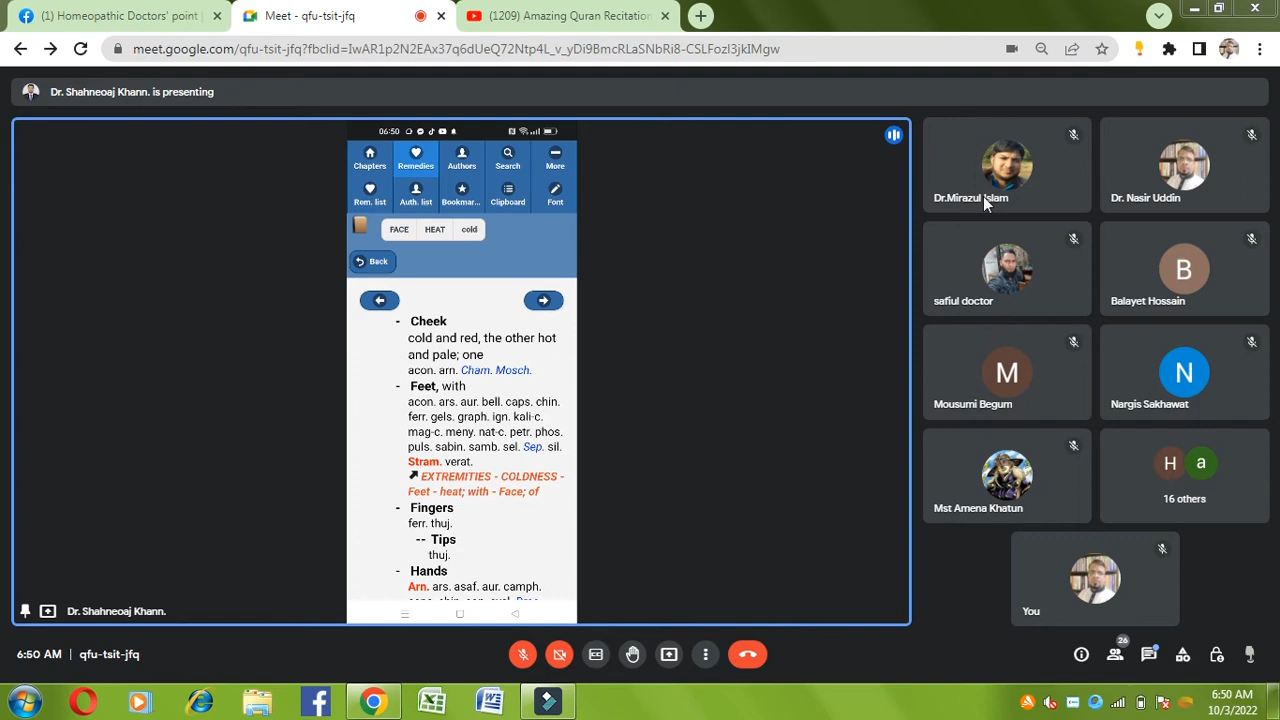 (1) Homeopathic Doctors' point |
Meet - qfu-tsit-jfq
(1209) Amazing Quran Recitation
meet.google.com/qfu-tsit-jfq?fbclid=IwAR1p2N2EAx37q6dUeQ72Nfp4L_v_yDi9BmcRLaSNbRi8-CSLFozI3jkIMgw
Dr. Shahneoaj Khann. is presenting
06:50
Chapters
Remedies
Authors
Search
More
Rem. list
Auth. list
Bookmar...
Clipboard
Font
FACE
HEAT
cold
Back
- Cheek
cold and red, the other hot
and pale; one
acon. arn. Cham. Mosch.
- Feet, with
acon. ars. aur. bell. caps. chin.
ferr. gels. graph. ign. kali-c.
mag-c. meny. nat-c. petr. phos.
puls. sabin. samb. sel. Sep. sil.
Stram. verat.
EXTREMITIES - COLDNESS -
Feet - heat; with - Face; of
- Fingers
ferr. thuj.
-- Tips
thuj.
- Hands
Arn. ars. asaf. aur. camph.
Dr. Shahneoaj Khann.
Dr.Mirazul Islam
Dr. Nasir Uddin
safiul doctor
B
Balayet Hossain
M
Mousumi Begum
N
Nargis Sakhawat
Mst Amena Khatun
H a
16 others
You
6:50 AM | qfu-tsit-jfq
26
6:50 AM
10/3/2022